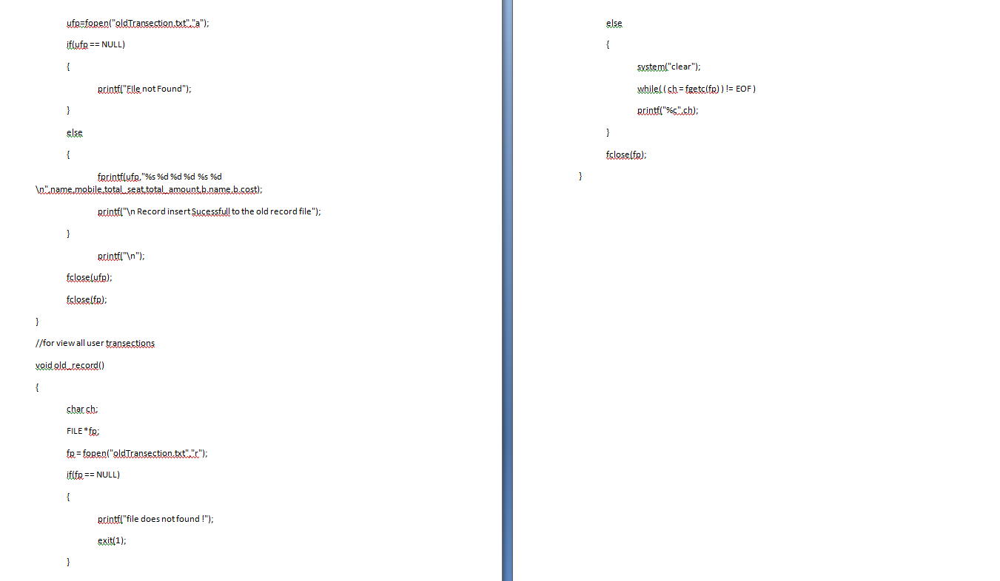 ufp=fopen("oldTransection.txt","a");
if(ufp == NULL)
{
printf("FIle not Found");
}
else
{
fprintf(ufp,"%s %d %d %d %s %d
\n",name,mobile,total_seat,total_amount,b.name,b.cost);
printf("\n Record insert Sucessfull to the old record file");
}
printf("\n");
fclose(ufp);
fclose(fp);
}
//for view all user transections
void old_record()
{
char ch;
FILE *fp;
fp = fopen("oldTransection.txt","r");
if(fp == NULL)
{
printf("file does not found !");
exit(1);
}
else
{
system("clear");
while( ( ch = fgetc(fp) ) != EOF )
printf("%c",ch);
}
fclose(fp);
}